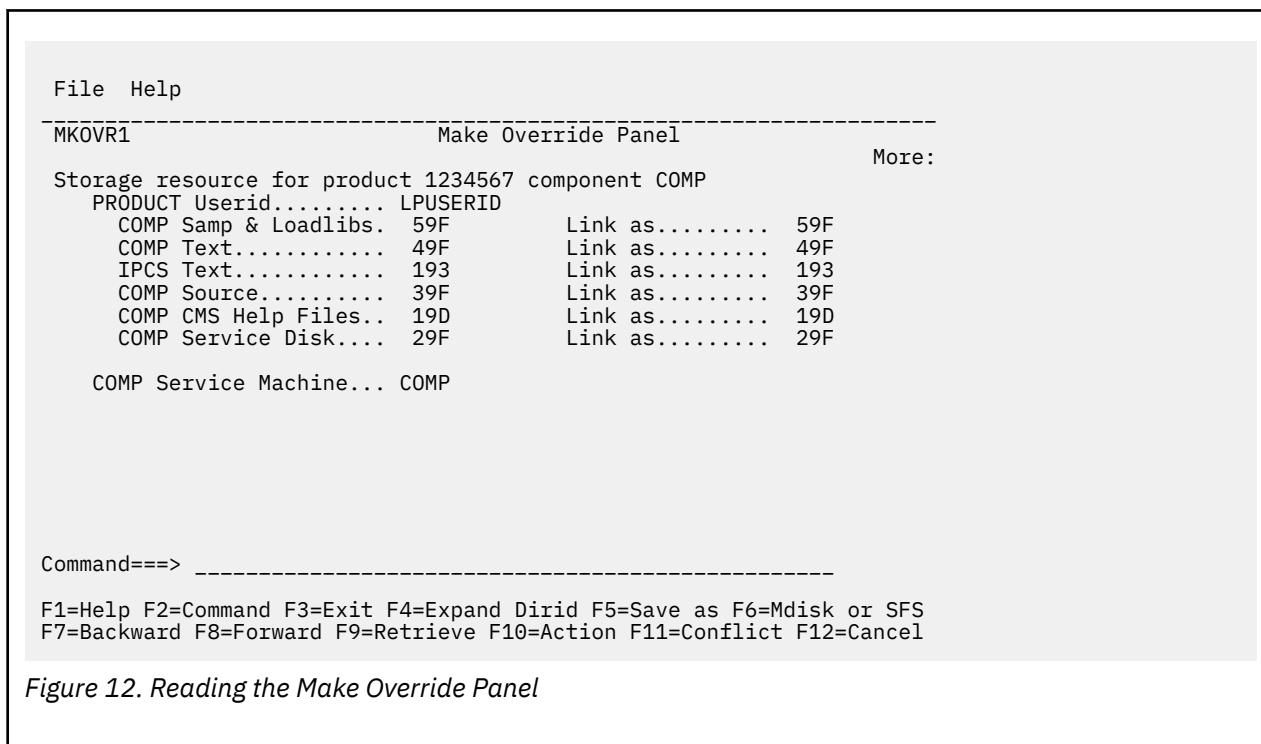 File  Help
______________________________________________________________________
MKOVR1                        Make Override Panel
More:
Storage resource for product 1234567 component COMP
PRODUCT Userid......... LPUSERID
COMP Samp & Loadlibs.  59F         Link as.........  59F
COMP Text............  49F         Link as.........  49F
IPCS Text............  193         Link as.........  193
COMP Source..........  39F         Link as.........  39F
COMP CMS Help Files..  19D         Link as.........  19D
COMP Service Disk....  29F         Link as.........  29F
COMP Service Machine... COMP
Command===> __________________________________________________
F1=Help F2=Command F3=Exit F4=Expand Dirid F5=Save as F6=Mdisk or SFS
F7=Backward F8=Forward F9=Retrieve F10=Action F11=Conflict F12=Cancel
Figure 12. Reading the Make Override Panel